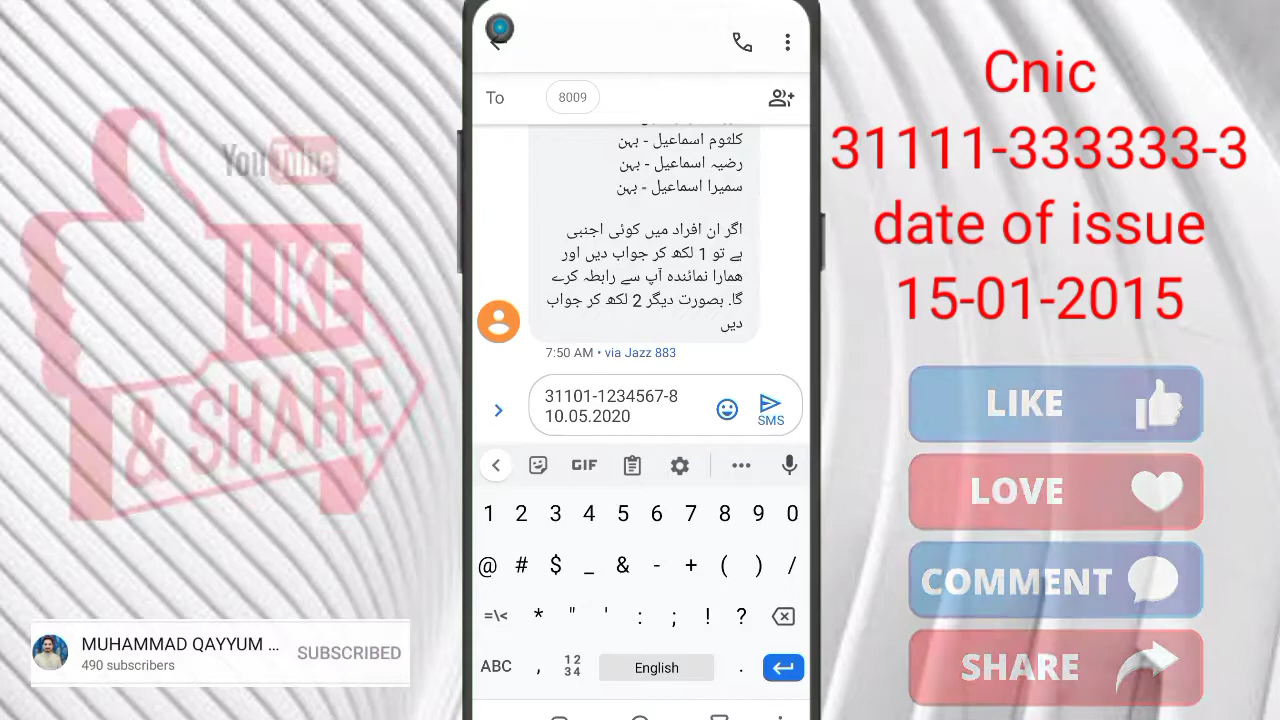 YouTube
LIKE
& SHARE
MUHAMMAD QAYYUM ...
490 subscribers
SUBSCRIBED
To
8009
کلثوم اسماعیل - بہن
رضیہ اسماعیل - بہن
سمیرا اسماعیل - بہن
اگر ان افراد میں کوئی اجنبی
ہے تو 1 لکھ کر جواب دیں اور
ھمارا نمائندہ آپ سے رابطہ کرے
گا۔ بصورت دیگر 2 لکھ کر جواب
دیں
7:50 AM • via Jazz 883
31101-1234567-8
10.05.2020
SMS
GIF
1 2 3 4 5 6 7 8 9 0
@ # $ _ & - + ( ) /
=\< * " ' : ; ! ?
ABC , 12 34 English .
Cnic
31111-333333-3
date of issue
15-01-2015
LIKE
LOVE
COMMENT
SHARE